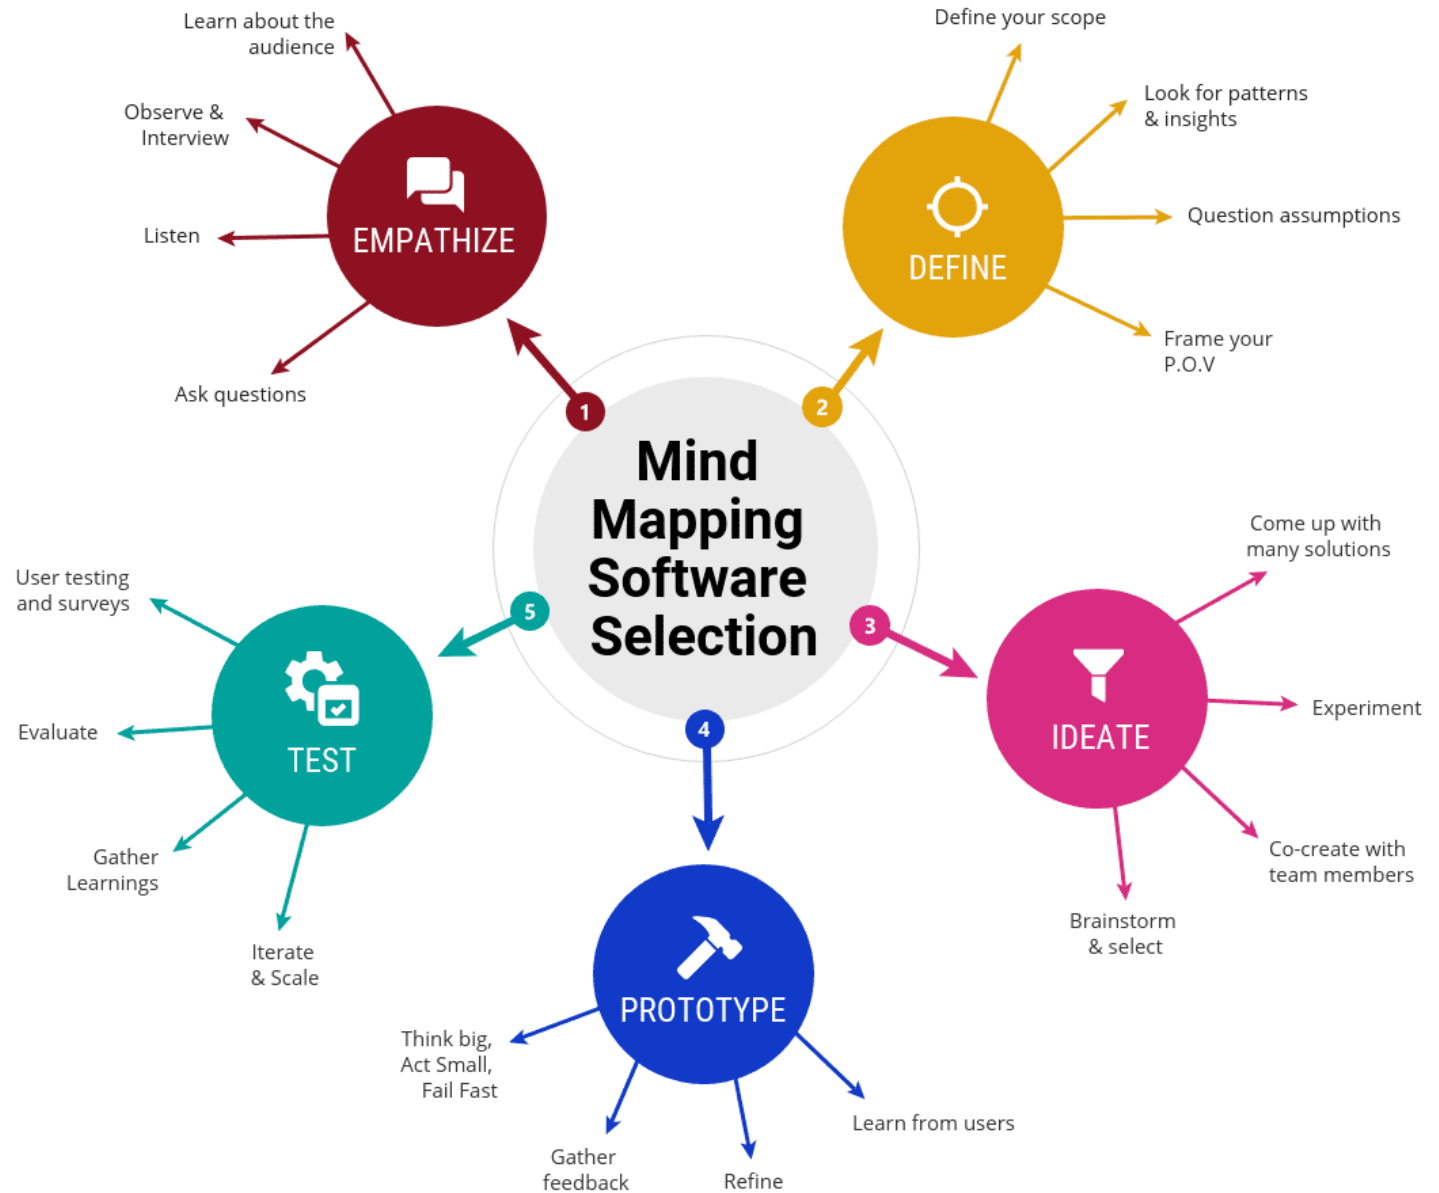 Mind
Mapping
Software
Selection
1
EMPATHIZE
Learn about the
audience
Observe &
Interview
Listen
Ask questions
2
DEFINE
Define your scope
Look for patterns
& insights
Question assumptions
Frame your
P.O.V
3
IDEATE
Come up with
many solutions
Experiment
Co-create with
team members
Brainstorm
& select
4
PROTOTYPE
Learn from users
Refine
Gather
feedback
Think big,
Act Small,
Fail Fast
5
TEST
User testing
and surveys
Evaluate
Gather
Learnings
Iterate
& Scale